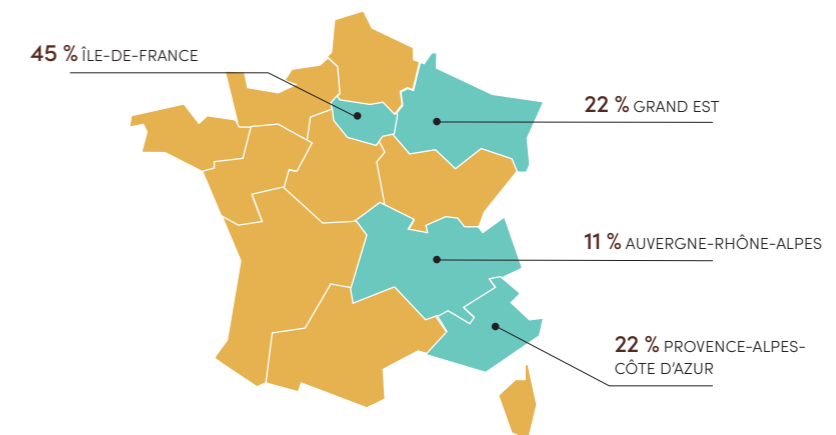 45 % ÎLE-DE-FRANCE
22 % GRAND EST
11 % AUVERGNE-RHÔNE-ALPES
22 % PROVENCE-ALPES-
CÔTE D'AZUR